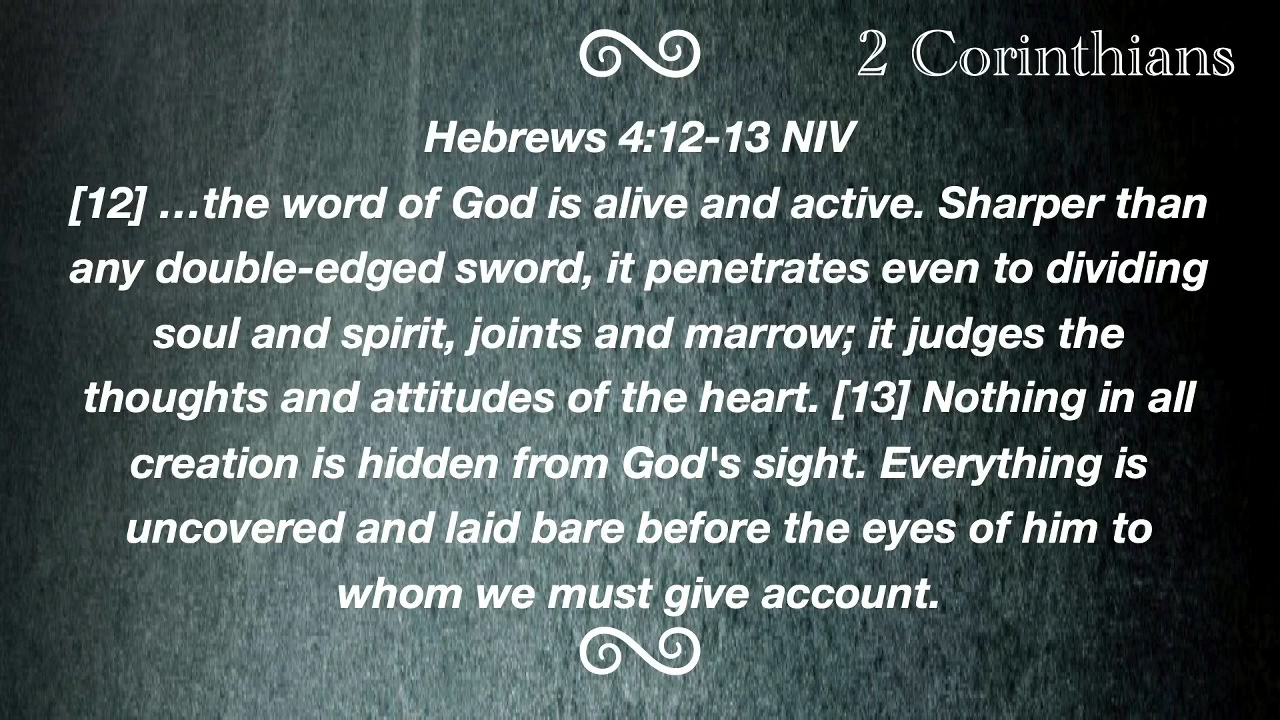 2 Corinthians
Hebrews 4:12-13 NIV
[12] …the word of God is alive and active. Sharper than
any double-edged sword, it penetrates even to dividing
soul and spirit, joints and marrow; it judges the
thoughts and attitudes of the heart. [13] Nothing in all
creation is hidden from God's sight. Everything is
uncovered and laid bare before the eyes of him to
whom we must give account.